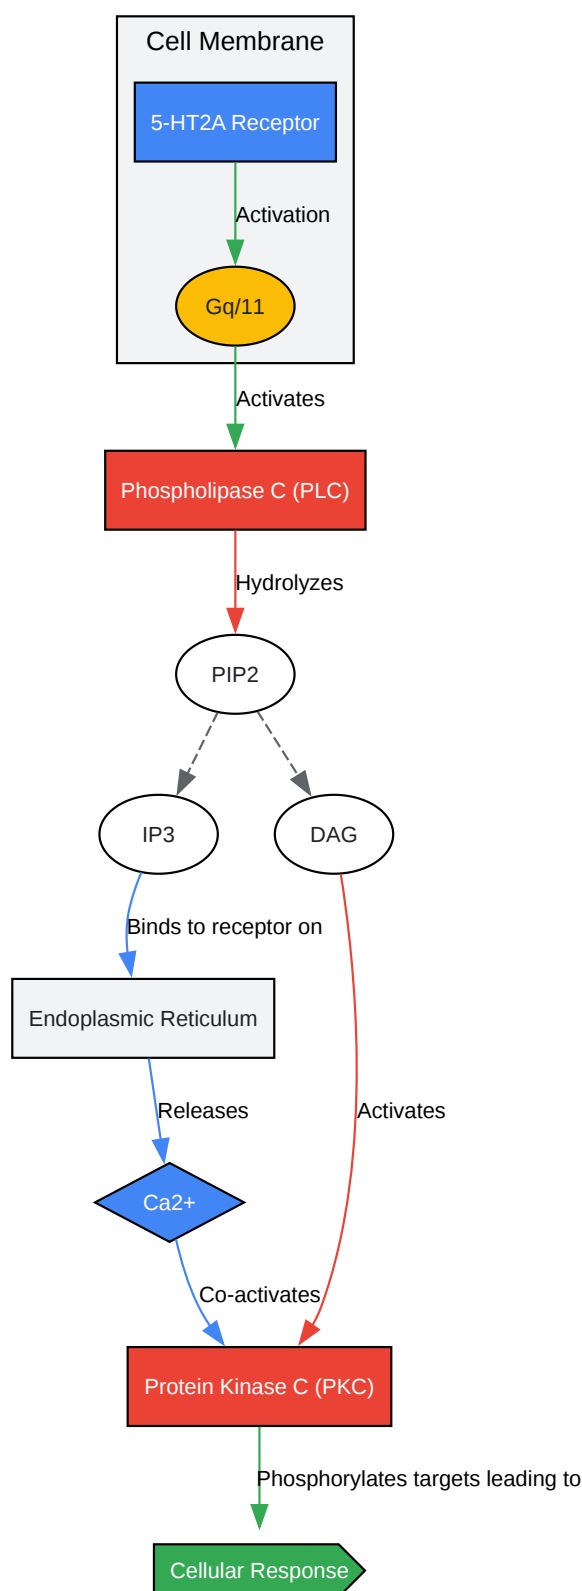 Cell Membrane
5-HT2A Receptor
Activation
Gq/11
Activates
Phospholipase C (PLC)
Hydrolyzes
PIP2
IP3
DAG
Binds to receptor on
Endoplasmic Reticulum
Releases
Activates
Ca2+
Co-activates
Protein Kinase C (PKC)
Phosphorylates targets leading to
Cellular Response